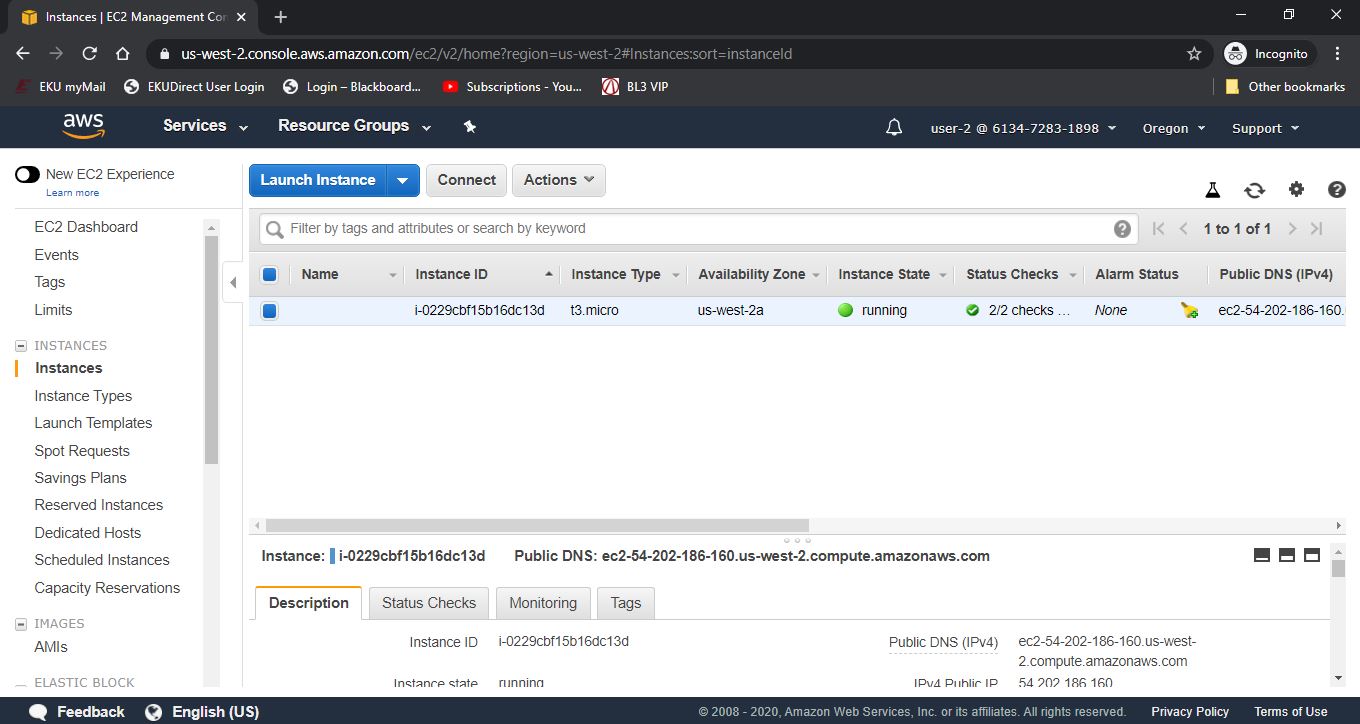 Instances | EC2 Management Con
us-west-2.console.aws.amazon.com/ec2/v2/home?region=us-west-2#Instances:sort=instanceId
Incognito
EKU myMail
EKUDirect User Login
Login – Blackboard...
Subscriptions - You...
BL3 VIP
Other bookmarks
aws
Services
Resource Groups
user-2 @ 6134-7283-1898
Oregon
Support
New EC2 Experience
Learn more
EC2 Dashboard
Events
Tags
Limits
INSTANCES
Instances
Instance Types
Launch Templates
Spot Requests
Savings Plans
Reserved Instances
Dedicated Hosts
Scheduled Instances
Capacity Reservations
IMAGES
AMIs
ELASTIC BLOCK
Launch Instance
Connect
Actions
Filter by tags and attributes or search by keyword
1 to 1 of 1
Name Instance ID Instance Type Availability Zone Instance State Status Checks Alarm Status Public DNS (IPv4)
i-0229cbf15b16dc13d t3.micro us-west-2a running 2/2 checks ... None ec2-54-202-186-160.
Instance: i-0229cbf15b16dc13d Public DNS: ec2-54-202-186-160.us-west-2.compute.amazonaws.com
Description
Status Checks
Monitoring
Tags
Instance ID i-0229cbf15b16dc13d
Public DNS (IPv4) ec2-54-202-186-160.us-west-
2.compute.amazonaws.com
Instance state running
IPv4 Public IP 54.202.186.160
Feedback
English (US)
© 2008 - 2020, Amazon Web Services, Inc. or its affiliates. All rights reserved.
Privacy Policy
Terms of Use